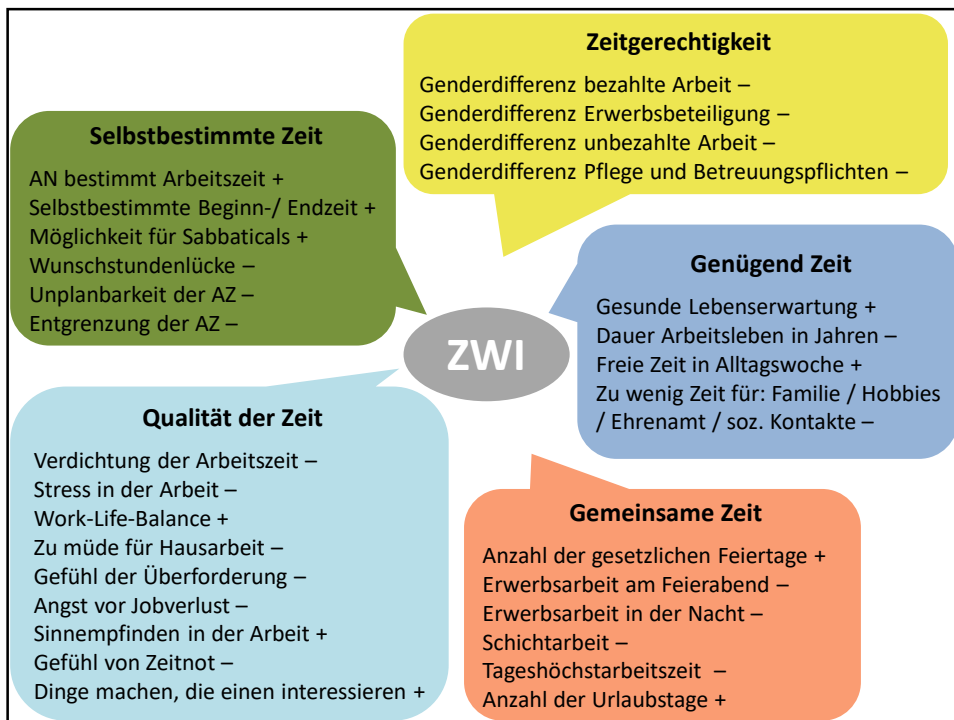 Zeitgerechtigkeit
Genderdifferenz bezahlte Arbeit –
Genderdifferenz Erwerbsbeteiligung –
Genderdifferenz unbezahlte Arbeit –
Genderdifferenz Pflege und Betreuungspflichten –
Selbstbestimmte Zeit
AN bestimmt Arbeitszeit +
Selbstbestimmte Beginn-/ Endzeit +
Möglichkeit für Sabbaticals +
Wunschstundenlücke –
Unplanbarkeit der AZ –
Entgrenzung der AZ –
Genügend Zeit
Gesunde Lebenserwartung +
Dauer Arbeitsleben in Jahren –
Freie Zeit in Alltagswoche +
Zu wenig Zeit für: Familie / Hobbies
/ Ehrenamt / soz. Kontakte –
ZWI
Qualität der Zeit
Verdichtung der Arbeitszeit –
Stress in der Arbeit –
Work-Life-Balance +
Zu müde für Hausarbeit –
Gefühl der Überforderung –
Angst vor Jobverlust –
Sinnempfinden in der Arbeit +
Gefühl von Zeitnot –
Dinge machen, die einen interessieren +
Gemeinsame Zeit
Anzahl der gesetzlichen Feiertage +
Erwerbsarbeit am Feierabend –
Erwerbsarbeit in der Nacht –
Schichtarbeit –
Tageshöchstarbeitszeit –
Anzahl der Urlaubstage +